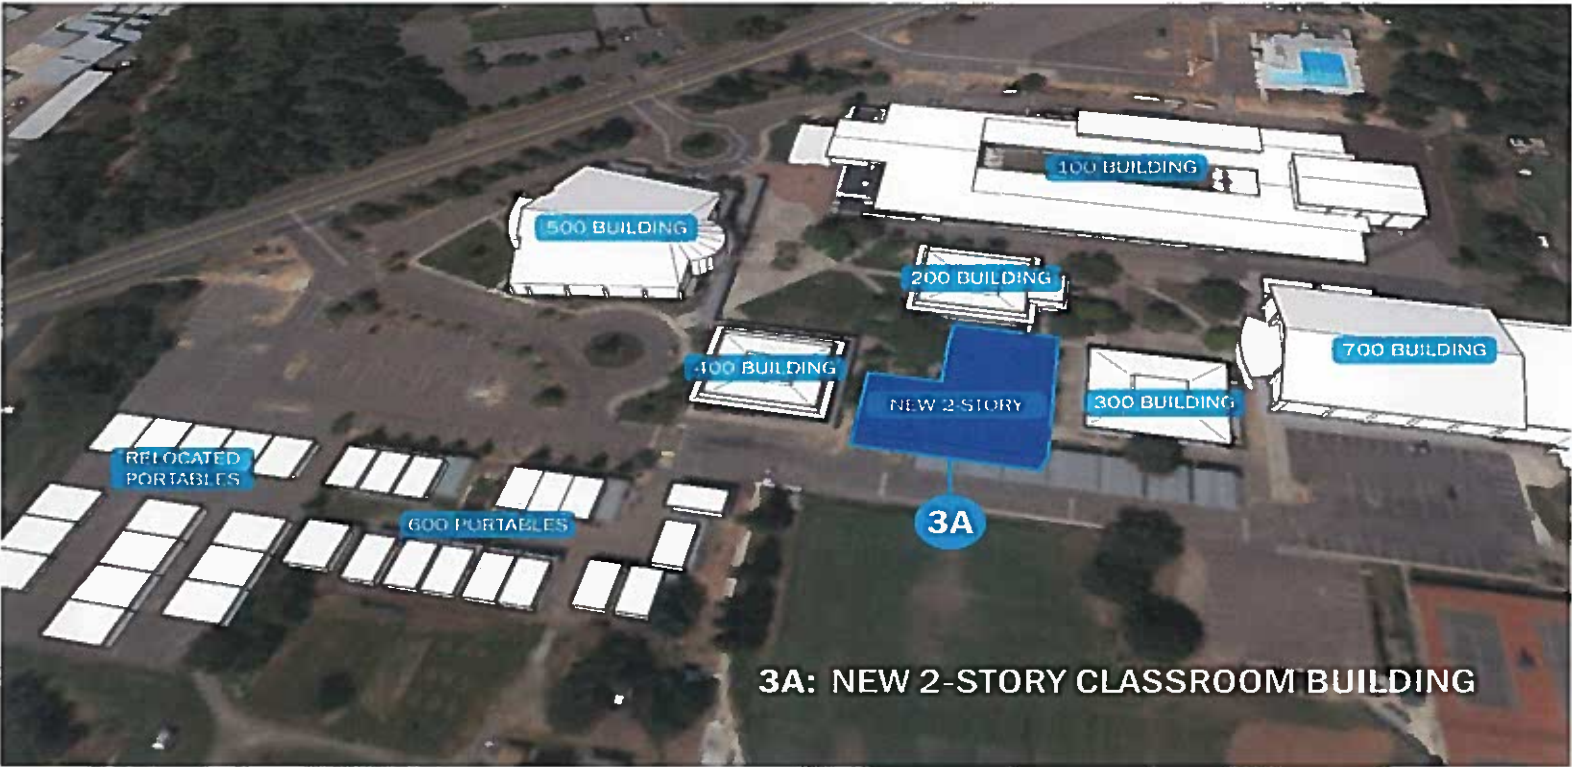 100 BUILDING
500 BUILDING
200 BUILDING
700 BUILDING
400 BUILDING
NEW 2-STORY
300 BUILDING
RELOCATED
PORTABLES
600 PORTABLES
3A
3A: NEW 2-STORY CLASSROOM BUILDING